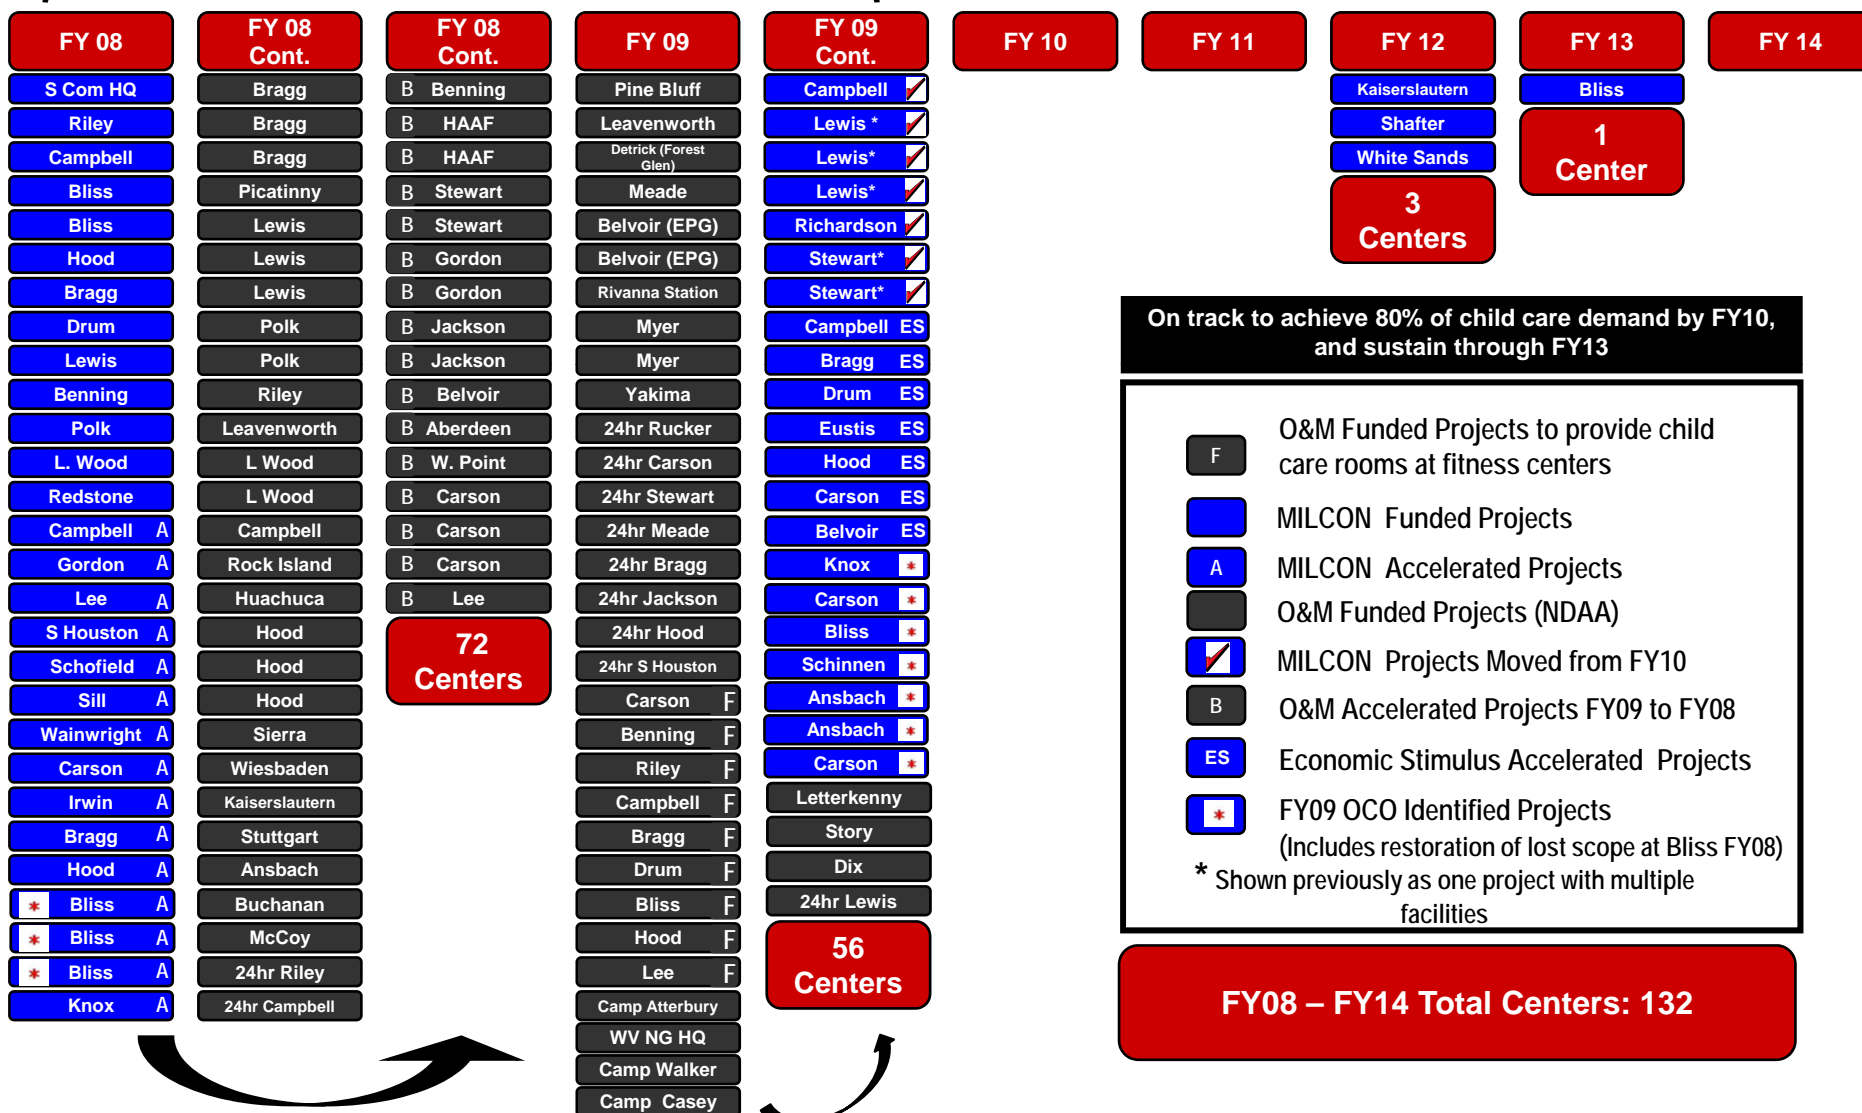 FY 08
S Com HQ
Riley
Campbell
Bliss
Bliss
Hood
Bragg
Drum
Lewis
Benning
Polk
L. Wood
Redstone
Campbell A
Gordon A
Lee A
S Houston A
Schofield A
Sill A
Wainwright A
Carson A
Irwin A
Bragg A
Hood A
* Bliss A
* Bliss A
* Bliss A
Knox A
FY 08
Cont.
Bragg
Bragg
Bragg
Picatinny
Lewis
Lewis
Lewis
Polk
Polk
Riley
Leavenworth
L Wood
L Wood
Campbell
Rock Island
Huachuca
Hood
Hood
Hood
Sierra
Wiesbaden
Kaiserslautern
Stuttgart
Ansbach
Buchanan
McCoy
24hr Riley
24hr Campbell
FY 08
Cont.
B Benning
B HAAF
B HAAF
B Stewart
B Stewart
B Gordon
B Gordon
B Jackson
B Jackson
B Belvoir
B Aberdeen
B W. Point
B Carson
B Carson
B Carson
B Lee
72
Centers
FY 09
Pine Bluff
Leavenworth
Detrick (Forest
Glen)
Meade
Belvoir (EPG)
Belvoir (EPG)
Rivanna Station
Myer
Myer
Yakima
24hr Rucker
24hr Carson
24hr Stewart
24hr Meade
24hr Bragg
24hr Jackson
24hr Hood
24hr S Houston
Carson F
Benning F
Riley F
Campbell F
Bragg F
Drum F
Bliss F
Hood F
Lee F
Camp Atterbury
WV NG HQ
Camp Walker
Camp Casey
FY 09
Cont.
Campbell
Lewis *
Lewis*
Lewis*
Richardson
Stewart*
Stewart*
Campbell ES
Bragg ES
Drum ES
Eustis ES
Hood ES
Carson ES
Belvoir ES
Knox *
Carson *
Bliss *
Schinnen *
Ansbach *
Ansbach *
Carson *
Letterkenny
Story
Dix
24hr Lewis
56
Centers
FY 10
FY 11
FY 12
Kaiserslautern
Shafter
White Sands
3
Centers
FY 13
Bliss
1
Center
FY 14
On track to achieve 80% of child care demand by FY10,
and sustain through FY13
F O&M Funded Projects to provide child
care rooms at fitness centers
MILCON Funded Projects
A MILCON Accelerated Projects
O&M Funded Projects (NDAA)
MILCON Projects Moved from FY10
B O&M Accelerated Projects FY09 to FY08
ES Economic Stimulus Accelerated Projects
* FY09 OCO Identified Projects
(Includes restoration of lost scope at Bliss FY08)
* Shown previously as one project with multiple
facilities
FY08 – FY14 Total Centers: 132